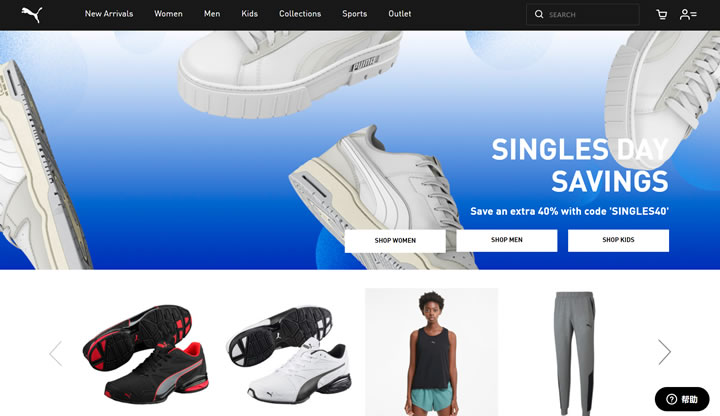 New Arrivals Women Men Kids Collections Sports Outlet
SEARCH
PUMA
SINGLES DAY
SAVINGS
Save an extra 40% with code 'SINGLES40'
SHOP WOMEN SHOP MEN SHOP KIDS
帮助